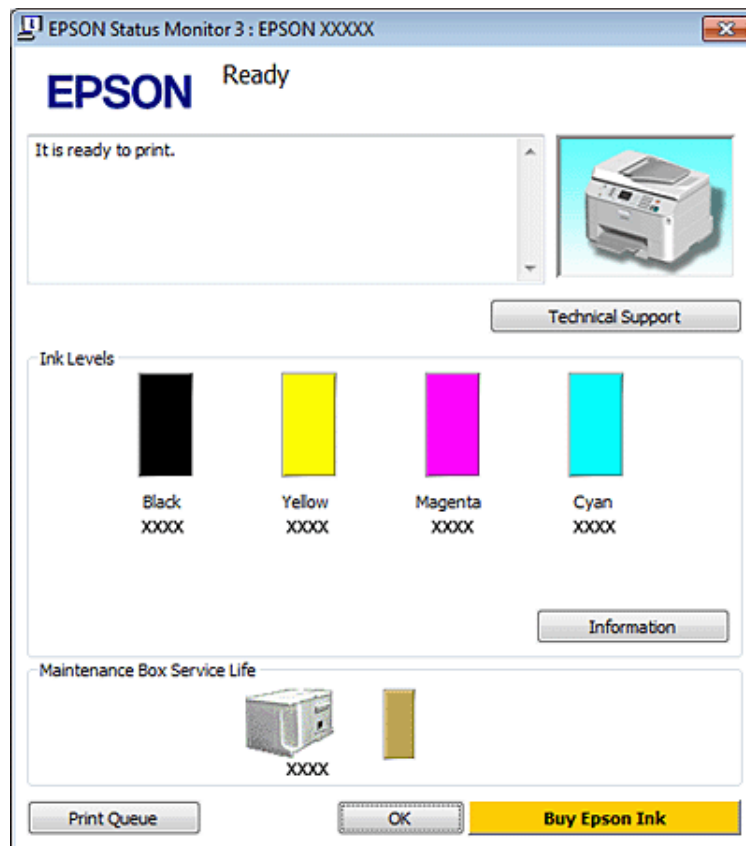 EPSON Status Monitor 3 : EPSON XXXXX
EPSON
Ready
It is ready to print.
Technical Support
Ink Levels
Black Yellow Magenta Cyan
XXXX XXXX XXXX XXXX
Information
Maintenance Box Service Life
XXXX
Print Queue OK Buy Epson Ink